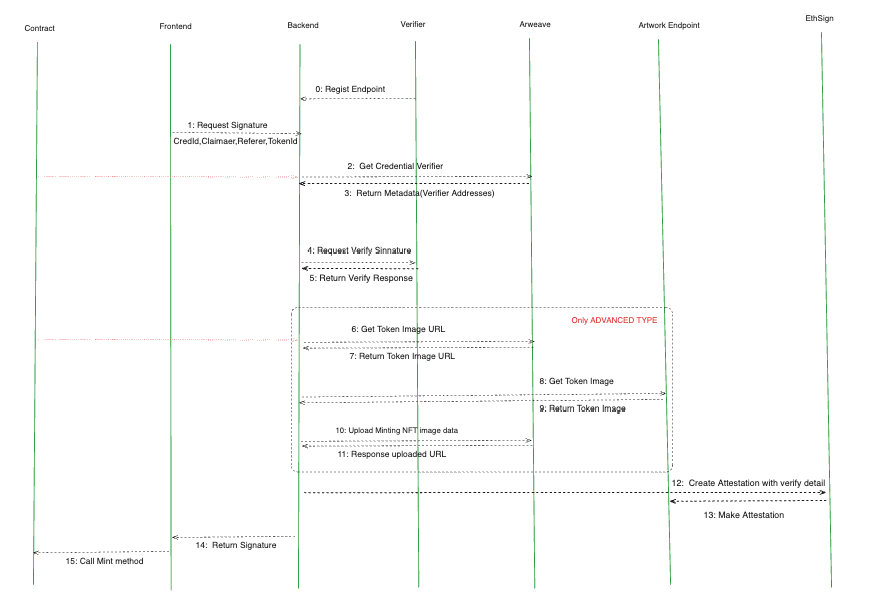 Contract
Frontend
Backend
Verifier
Arweave
Artwork Endpoint
EthSign
0: Regist Endpoint
1: Request Signature
CredId,Claimaer,Referer,TokenId
2: Get Credential Verifier
3: Return Metadata(Verifier Addresses)
4: Request Verify Sinnature
5: Return Verify Response
Only ADVANCED TYPE
6: Get Token Image URL
7: Return Token Image URL
8: Get Token Image
9: Return Token Image
10: Upload Minting NFT image data
11: Response uploaded URL
12: Create Attestation with verify detail
13: Make Attestation
14: Return Signature
15: Call Mint method